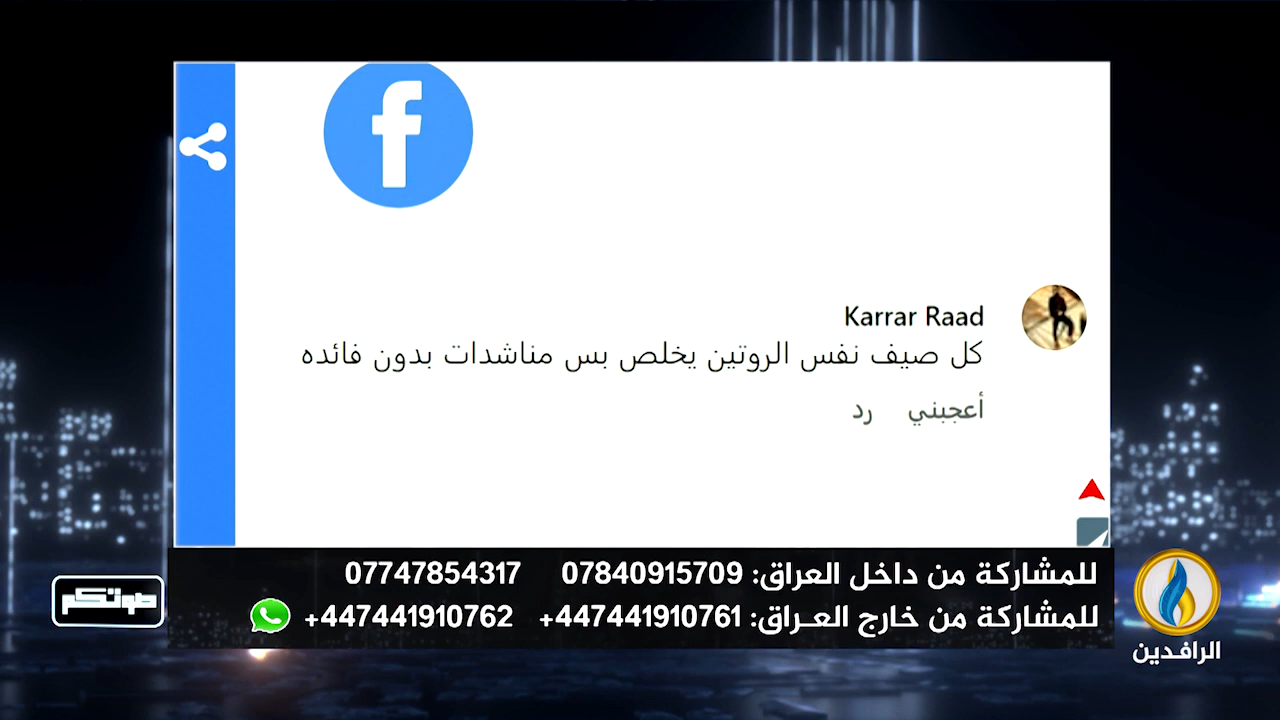 Karrar Raad
كل صيف نفس الروتين يخلص بس مناشدات بدون فائده
أعجبني رد
للمشاركة من داخل العراق: 07840915709 07747854317
للمشاركة من خارج العـراق: 447441910761+ 447441910762+
صوتكم
الرافدين